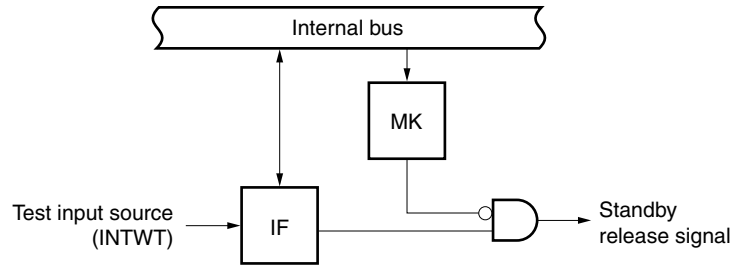 Internal bus
MK
Test input source
(INTWT)
IF
Standby
release signal